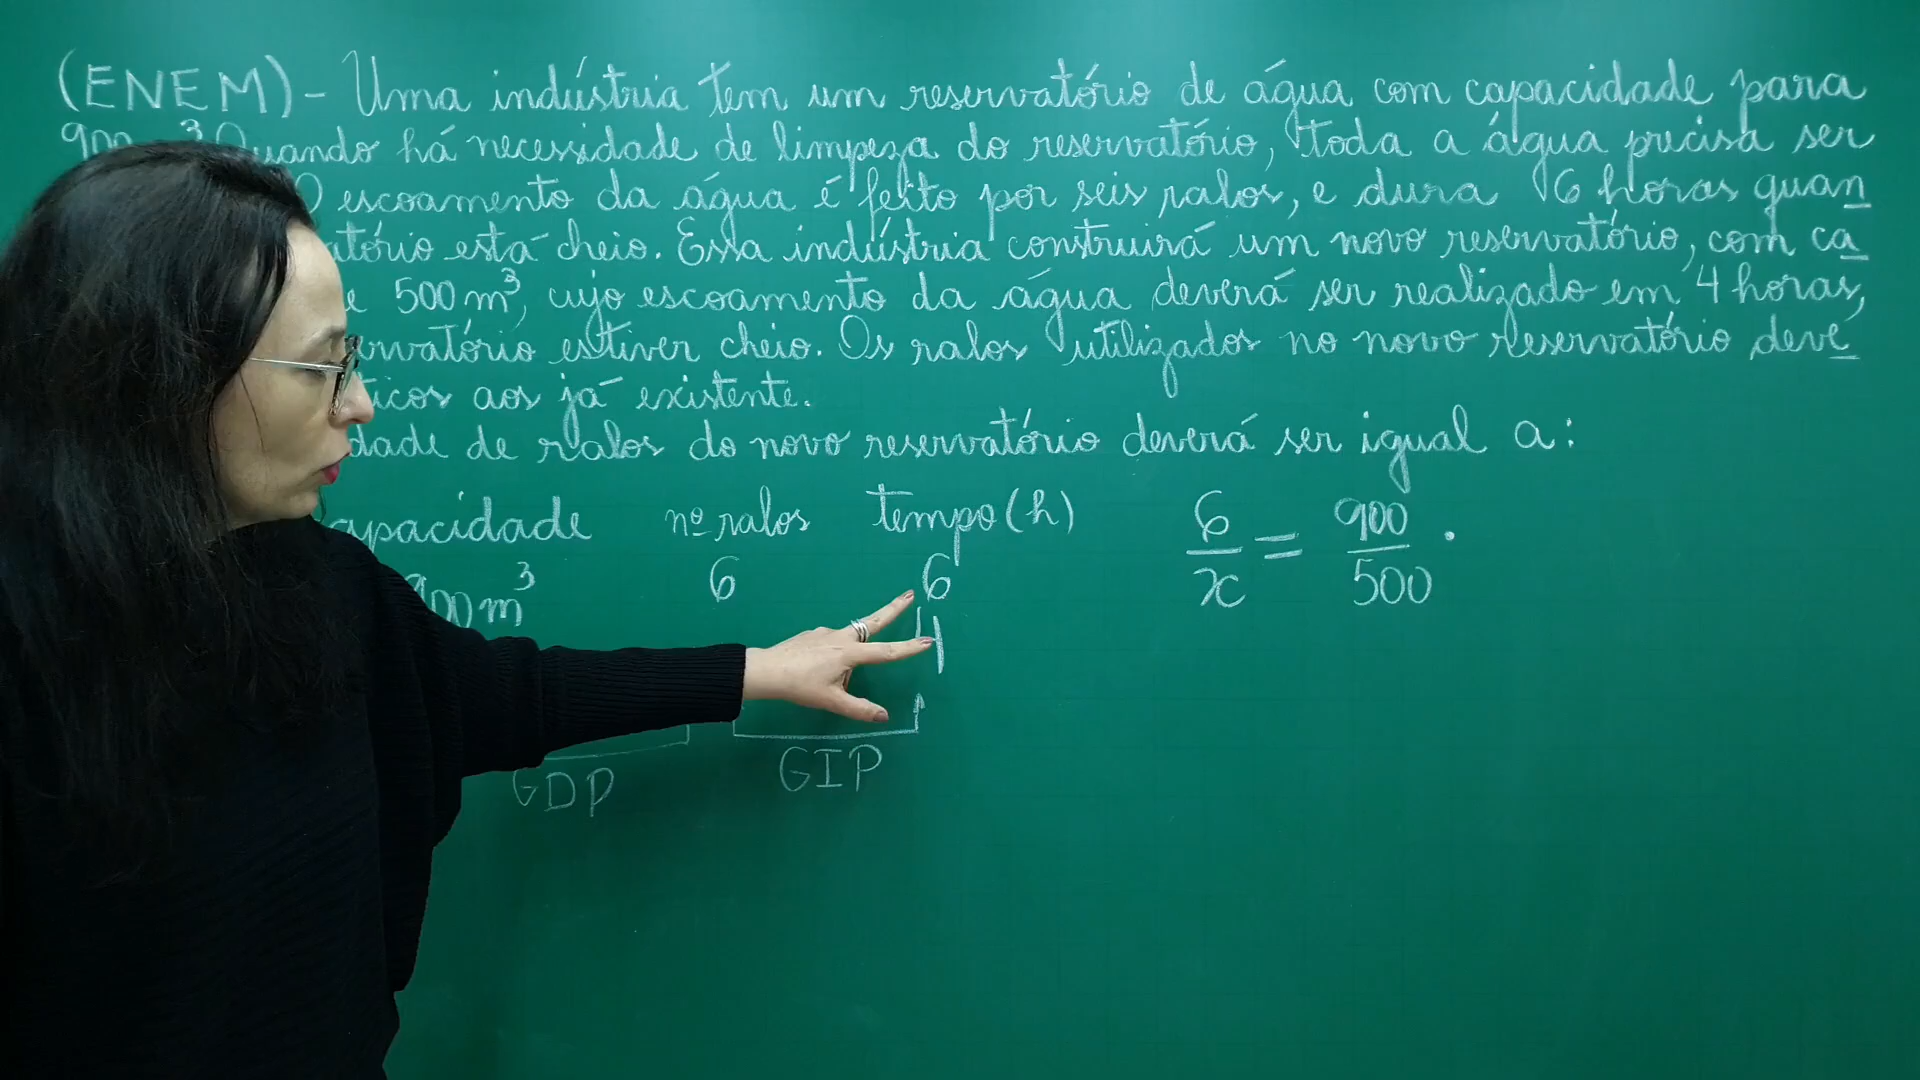 (ENEM) - Uma indústria tem um reservatório de água com capacidade para
900 3 Quando há necessidade de limpeza do reservatório, toda a água precisa ser
O escoamento da água é feito por seis ralos, e dura 6 horas quan
atório está cheio. Essa indústria construirá um novo reservatório, com ca
500 m³, cujo escoamento da água deverá ser realizado em 4 horas,
rvatório estiver cheio. Os ralos utilizados no novo reservatório deve
ticos aos já existente.
dade de ralos do novo reservatório deverá ser igual a:
apacidade nº ralos tempo (h) 6/x = 900/500 .
900 m³ 6 6
4
GDP GIP